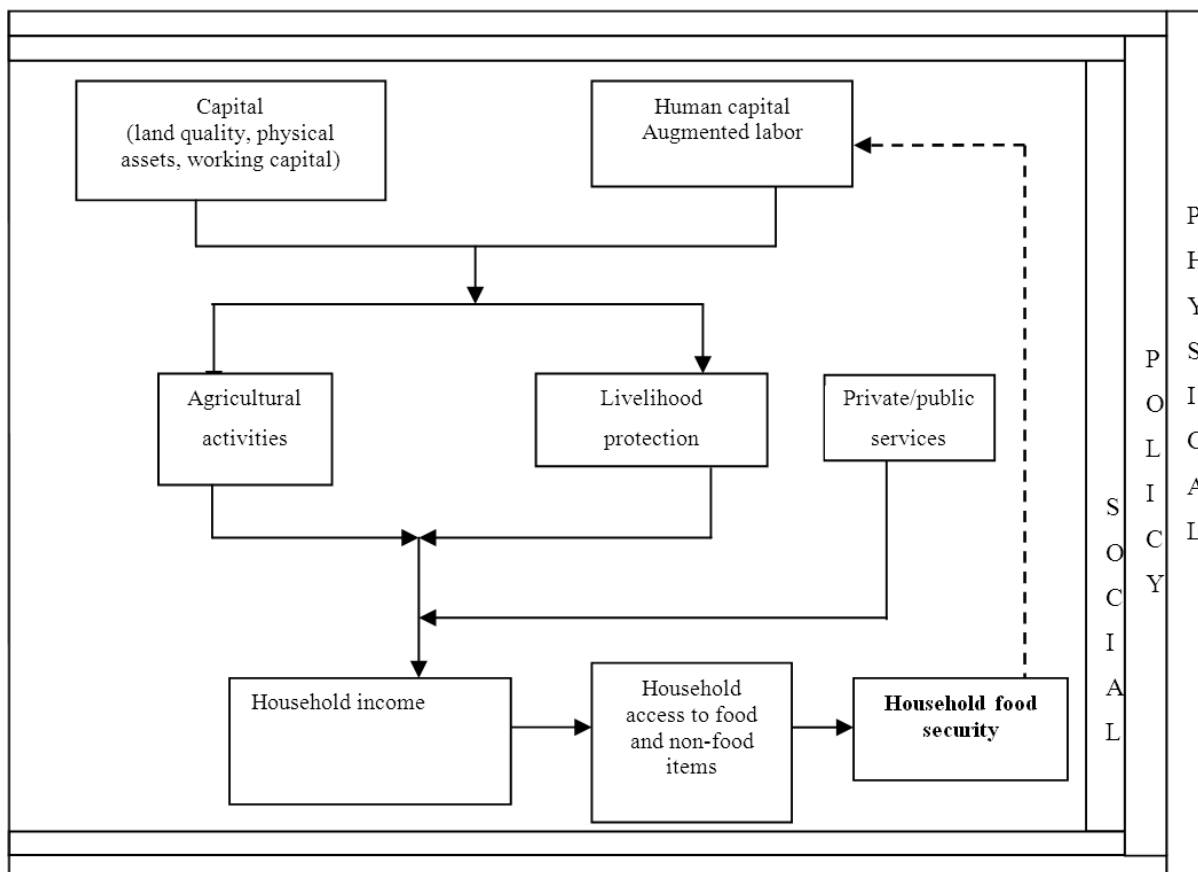 Capital
(land quality, physical
assets, working capital)
Human capital
Augmented labor
Agricultural
activities
Livelihood
protection
Private/public
services
Household income
Household
access to food
and non-food
items
Household food
security
SOCIAL
POLICY
PHYSICAL